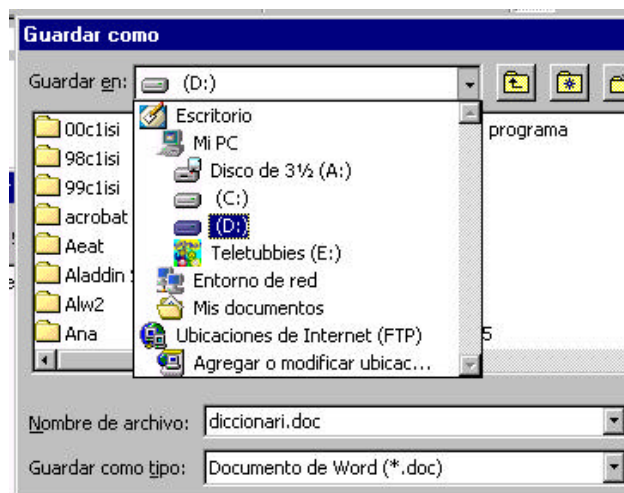 Guardar como
Guardar en: (D:)
Escritorio
Mi PC
Disco de 3½ (A:)
(C:)
(D:)
Teletubbies (E:)
Entorno de red
Mis documentos
Ubicaciones de Internet (FTP)
Agregar o modificar ubicac...
00c1isi
98c1isi
99c1isi
acrobat
Aeat
Aladdin
Alw2
Ana
programa
5
Nombre de archivo: diccionari.doc
Guardar como tipo: Documento de Word (*.doc)